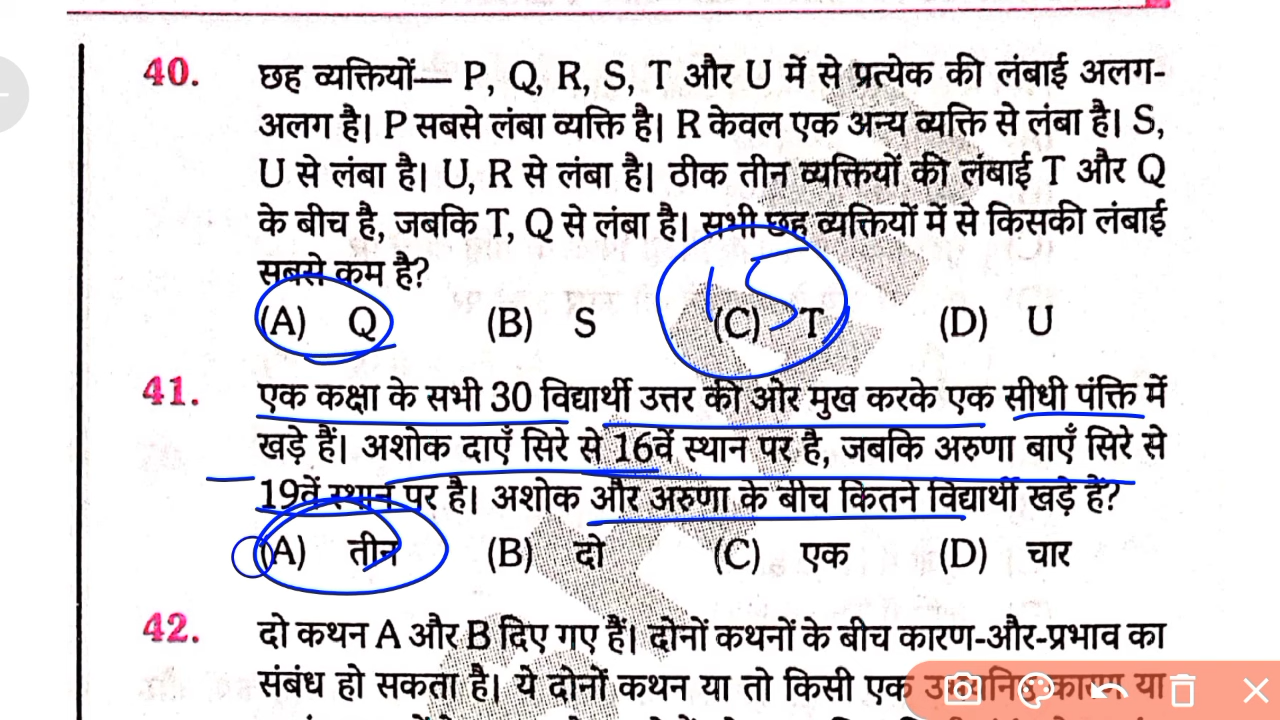 40. छह व्यक्तियों— P, Q, R, S, T और U में से प्रत्येक की लंबाई अलग-
अलग है। P सबसे लंबा व्यक्ति है। R केवल एक अन्य व्यक्ति से लंबा है। S,
U से लंबा है। U, R से लंबा है। ठीक तीन व्यक्तियों की लंबाई T और Q
के बीच है, जबकि T, Q से लंबा है। सभी छह व्यक्तियों में से किसकी लंबाई
सबसे कम है?
(A) Q (B) S (C) T (D) U
15
41. एक कक्षा के सभी 30 विद्यार्थी उत्तर की ओर मुख करके एक सीधी पंक्ति में
खड़े हैं। अशोक दाएँ सिरे से 16वें स्थान पर है, जबकि अरुणा बाएँ सिरे से
19वें स्थान पर है। अशोक और अरुणा के बीच कितने विद्यार्थी खड़े हैं?
(A) तीन (B) दो (C) एक (D) चार
42. दो कथन A और B दिए गए हैं। दोनों कथनों के बीच कारण-और-प्रभाव का
संबंध हो सकता है। ये दोनों कथन या तो किसी एक कारण या